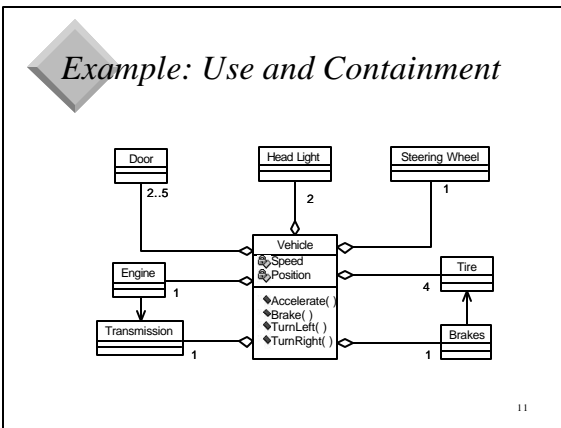 Example: Use and Containment
Door
Head Light
Steering Wheel
2..5
2
1
Vehicle
Speed
Position
Accelerate( )
Brake( )
TurnLeft( )
TurnRight( )
Engine
1
Tire
4
Transmission
1
Brakes
1
11